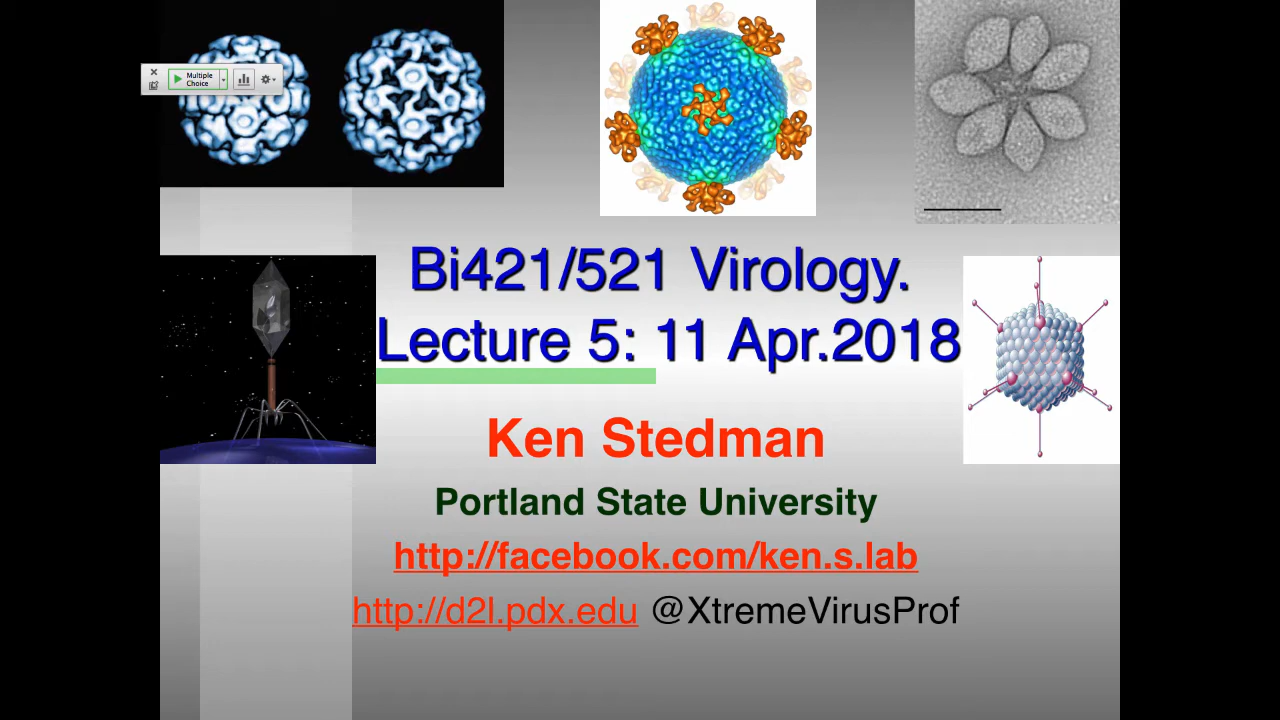 Multiple
Choice
Bi421/521 Virology.
Lecture 5: 11 Apr.2018
Ken Stedman
Portland State University
http://facebook.com/ken.s.lab
http://d2l.pdx.edu @XtremeVirusProf